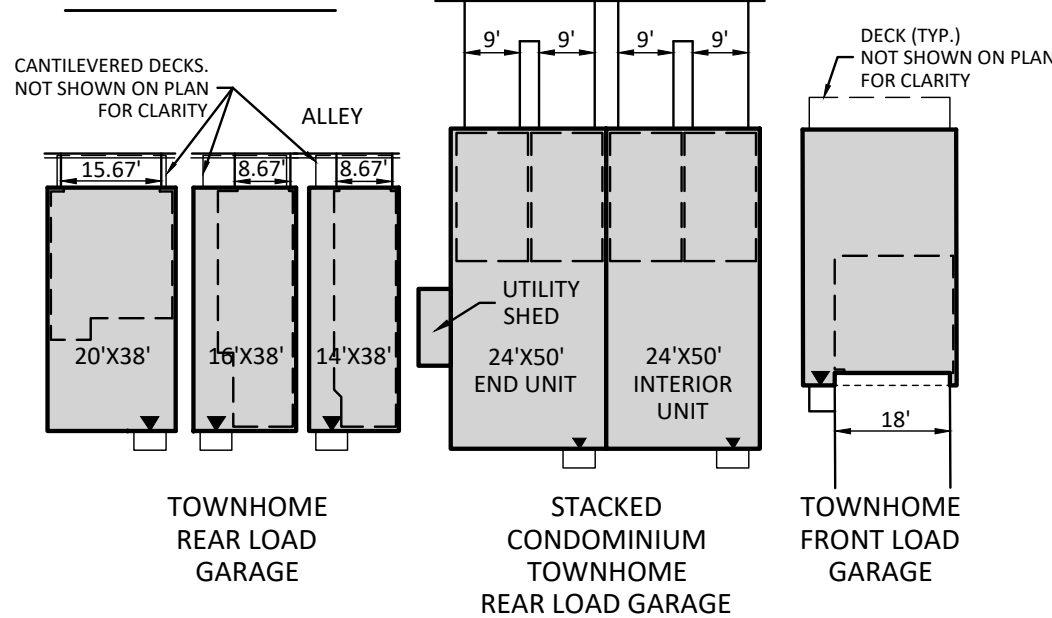 CANTILEVERED DECKS.
NOT SHOWN ON PLAN
FOR CLARITY
ALLEY
15.67'
8.67'
8.67'
20'X38'
16'X38'
14'X38'
TOWNHOME
REAR LOAD
GARAGE
9'
9'
9'
9'
UTILITY
SHED
24'X50'
END UNIT
24'X50'
INTERIOR
UNIT
STACKED
CONDOMINIUM
TOWNHOME
REAR LOAD GARAGE
DECK (TYP.)
NOT SHOWN ON PLAN
FOR CLARITY
18'
TOWNHOME
FRONT LOAD
GARAGE